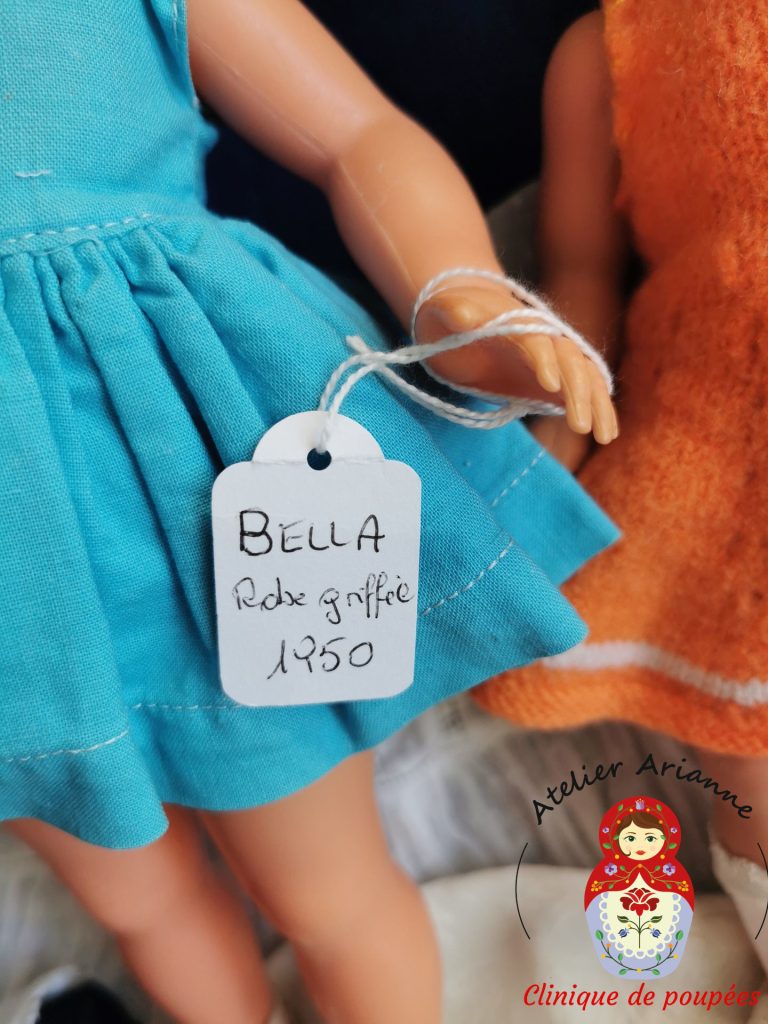 BELLA
Robe griffée
1950
Atelier Arianne
Clinique de poupées